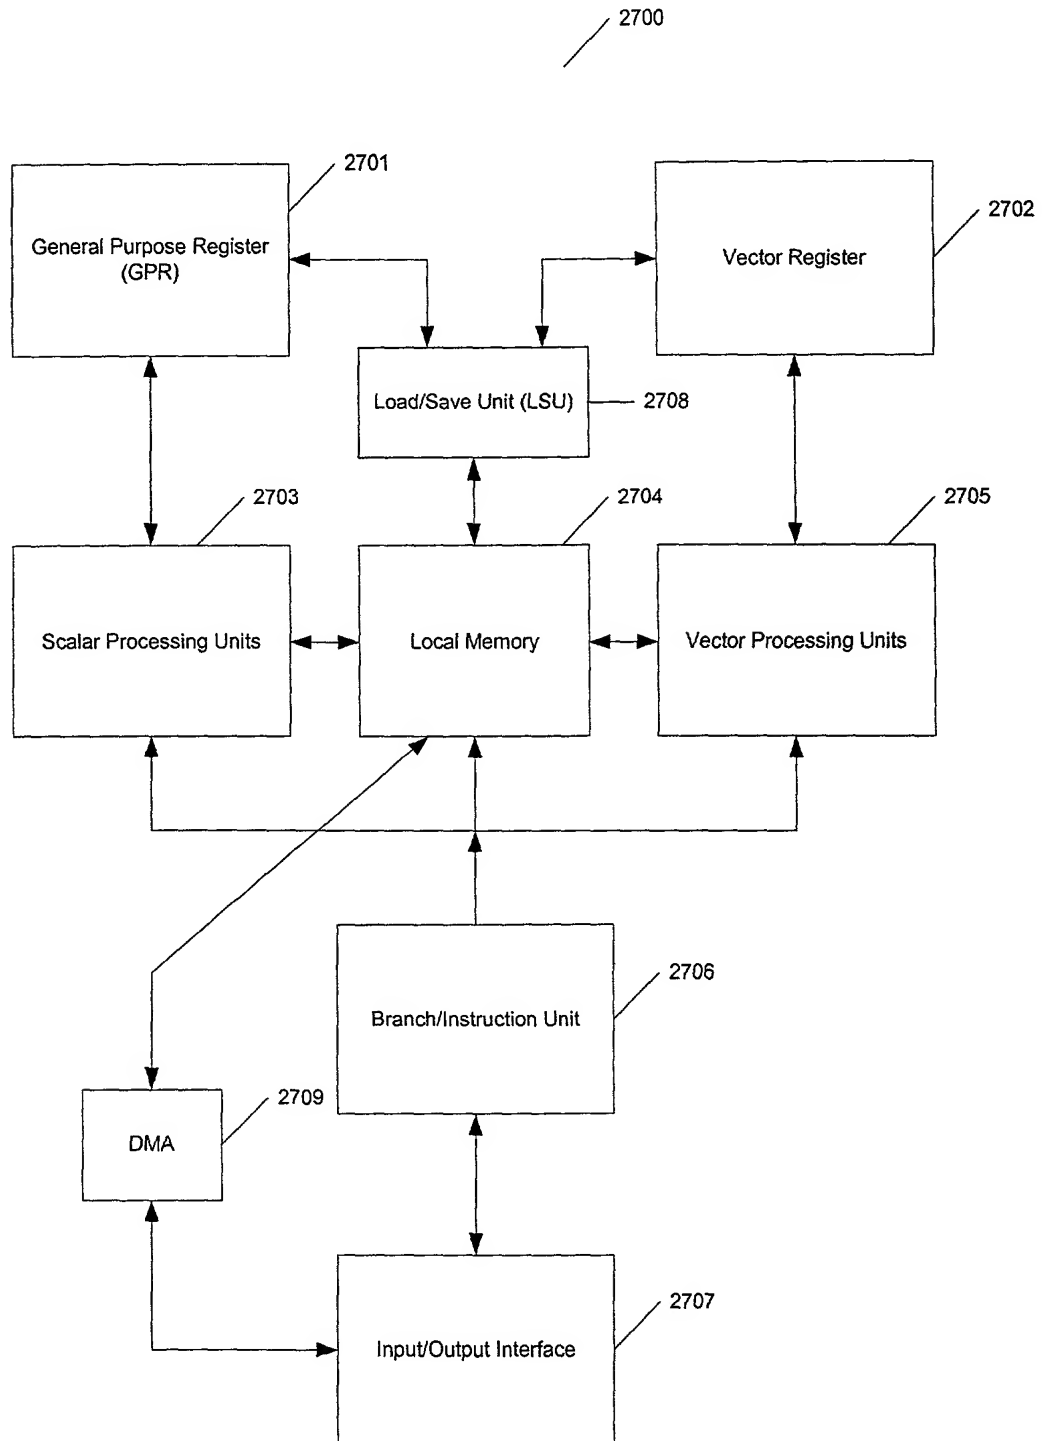 2700
2701
General Purpose Register
(GPR)
2702
Vector Register
Load/Save Unit (LSU)
2708
2703
2704
2705
Scalar Processing Units
Local Memory
Vector Processing Units
2706
Branch/Instruction Unit
2709
DMA
2707
Input/Output Interface